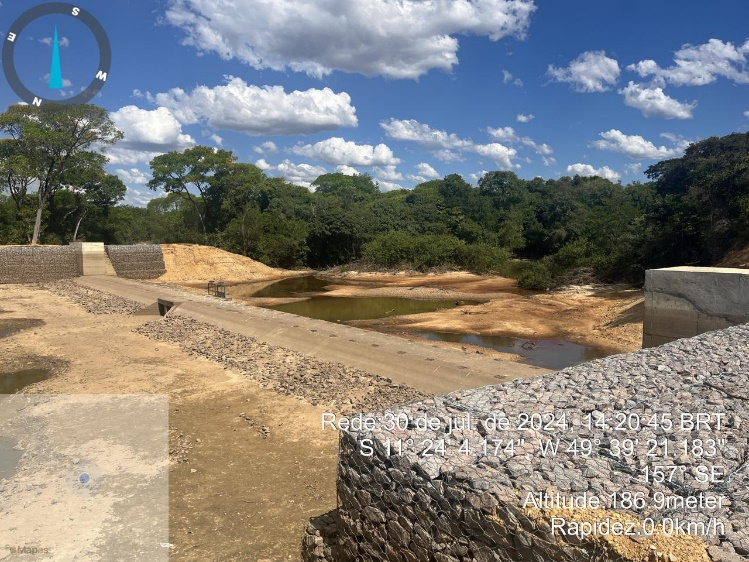 S
E
W
N
Rede:30 de jul. de 2024, 14:20:45 BRT
S 11° 24' 4.174", W 49° 39' 21.183"
157° SE
Altitude:186.9meter
Rapidez:0.0km/h
Mapas